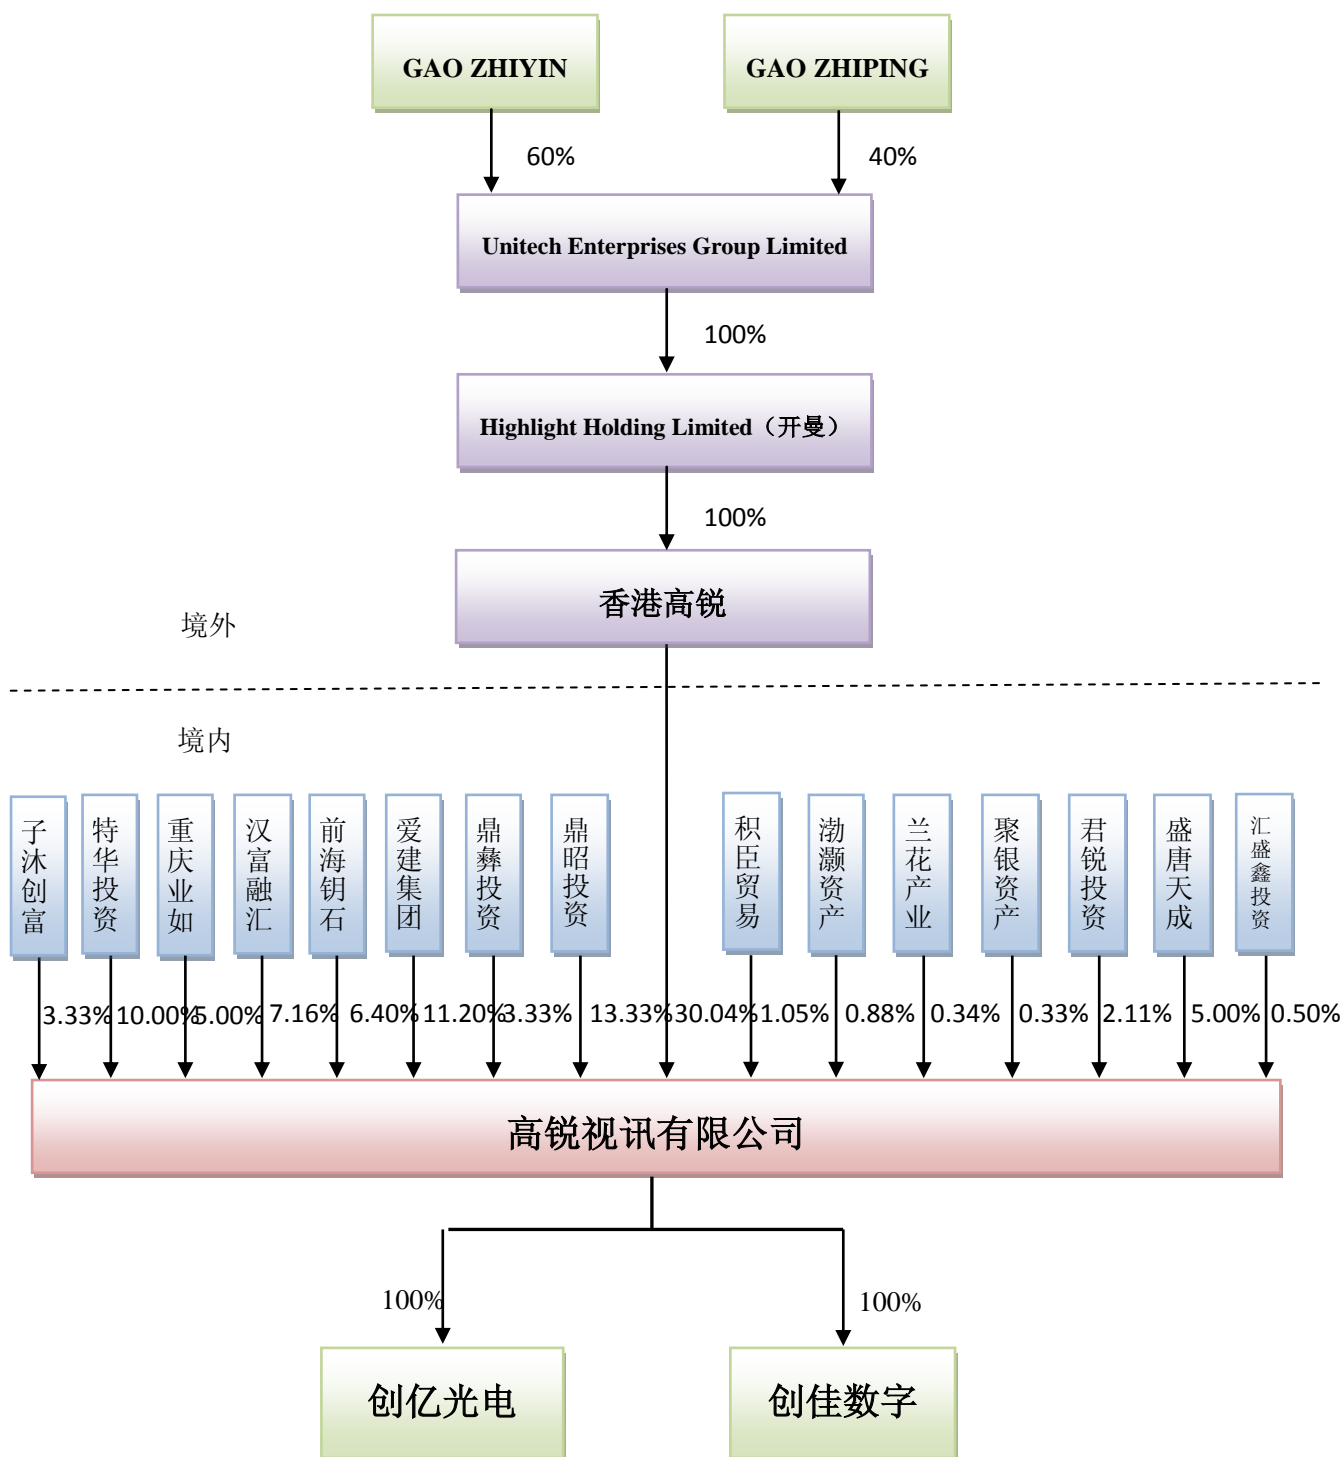 GAO ZHIYIN
GAO ZHIPING
60%
40%
Unitech Enterprises Group Limited
100%
Highlight Holding Limited（开曼）
100%
香港高锐
境外
境内
子沐创富
特华投资
重庆业如
汉富融汇
前海钥石
爱建集团
鼎彝投资
鼎昭投资
积臣贸易
渤灏资产
兰花产业
聚银资产
君锐投资
盛唐天成
汇盛鑫投资
3.33%
10.00%
5.00%
7.16%
6.40%
11.20%
3.33%
13.33%
30.04%
1.05%
0.88%
0.34%
0.33%
2.11%
5.00%
0.50%
高锐视讯有限公司
100%
100%
创亿光电
创佳数字